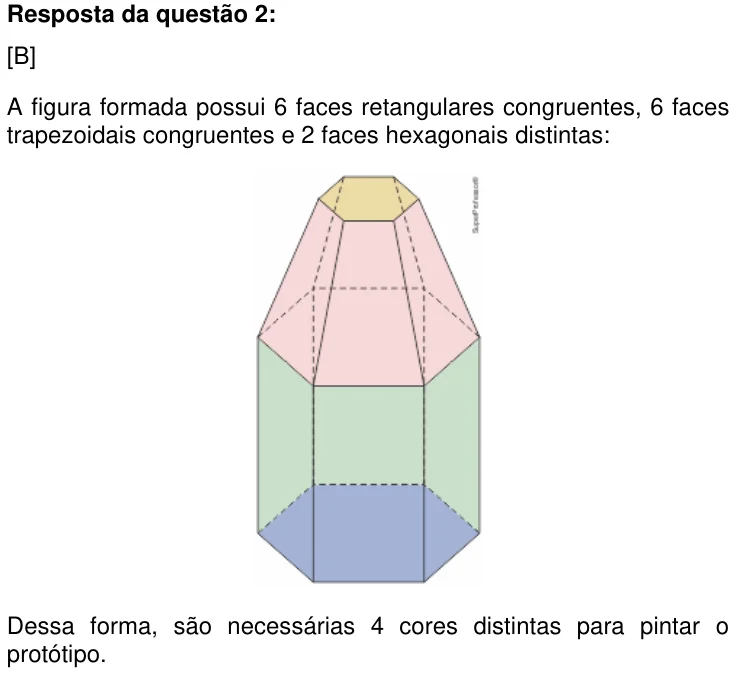 Resposta da questão 2:
[B]
A figura formada possui 6 faces retangulares congruentes, 6 faces
trapezoidais congruentes e 2 faces hexagonais distintas:
SuperProfessor®
Dessa forma, são necessárias 4 cores distintas para pintar o
protótipo.